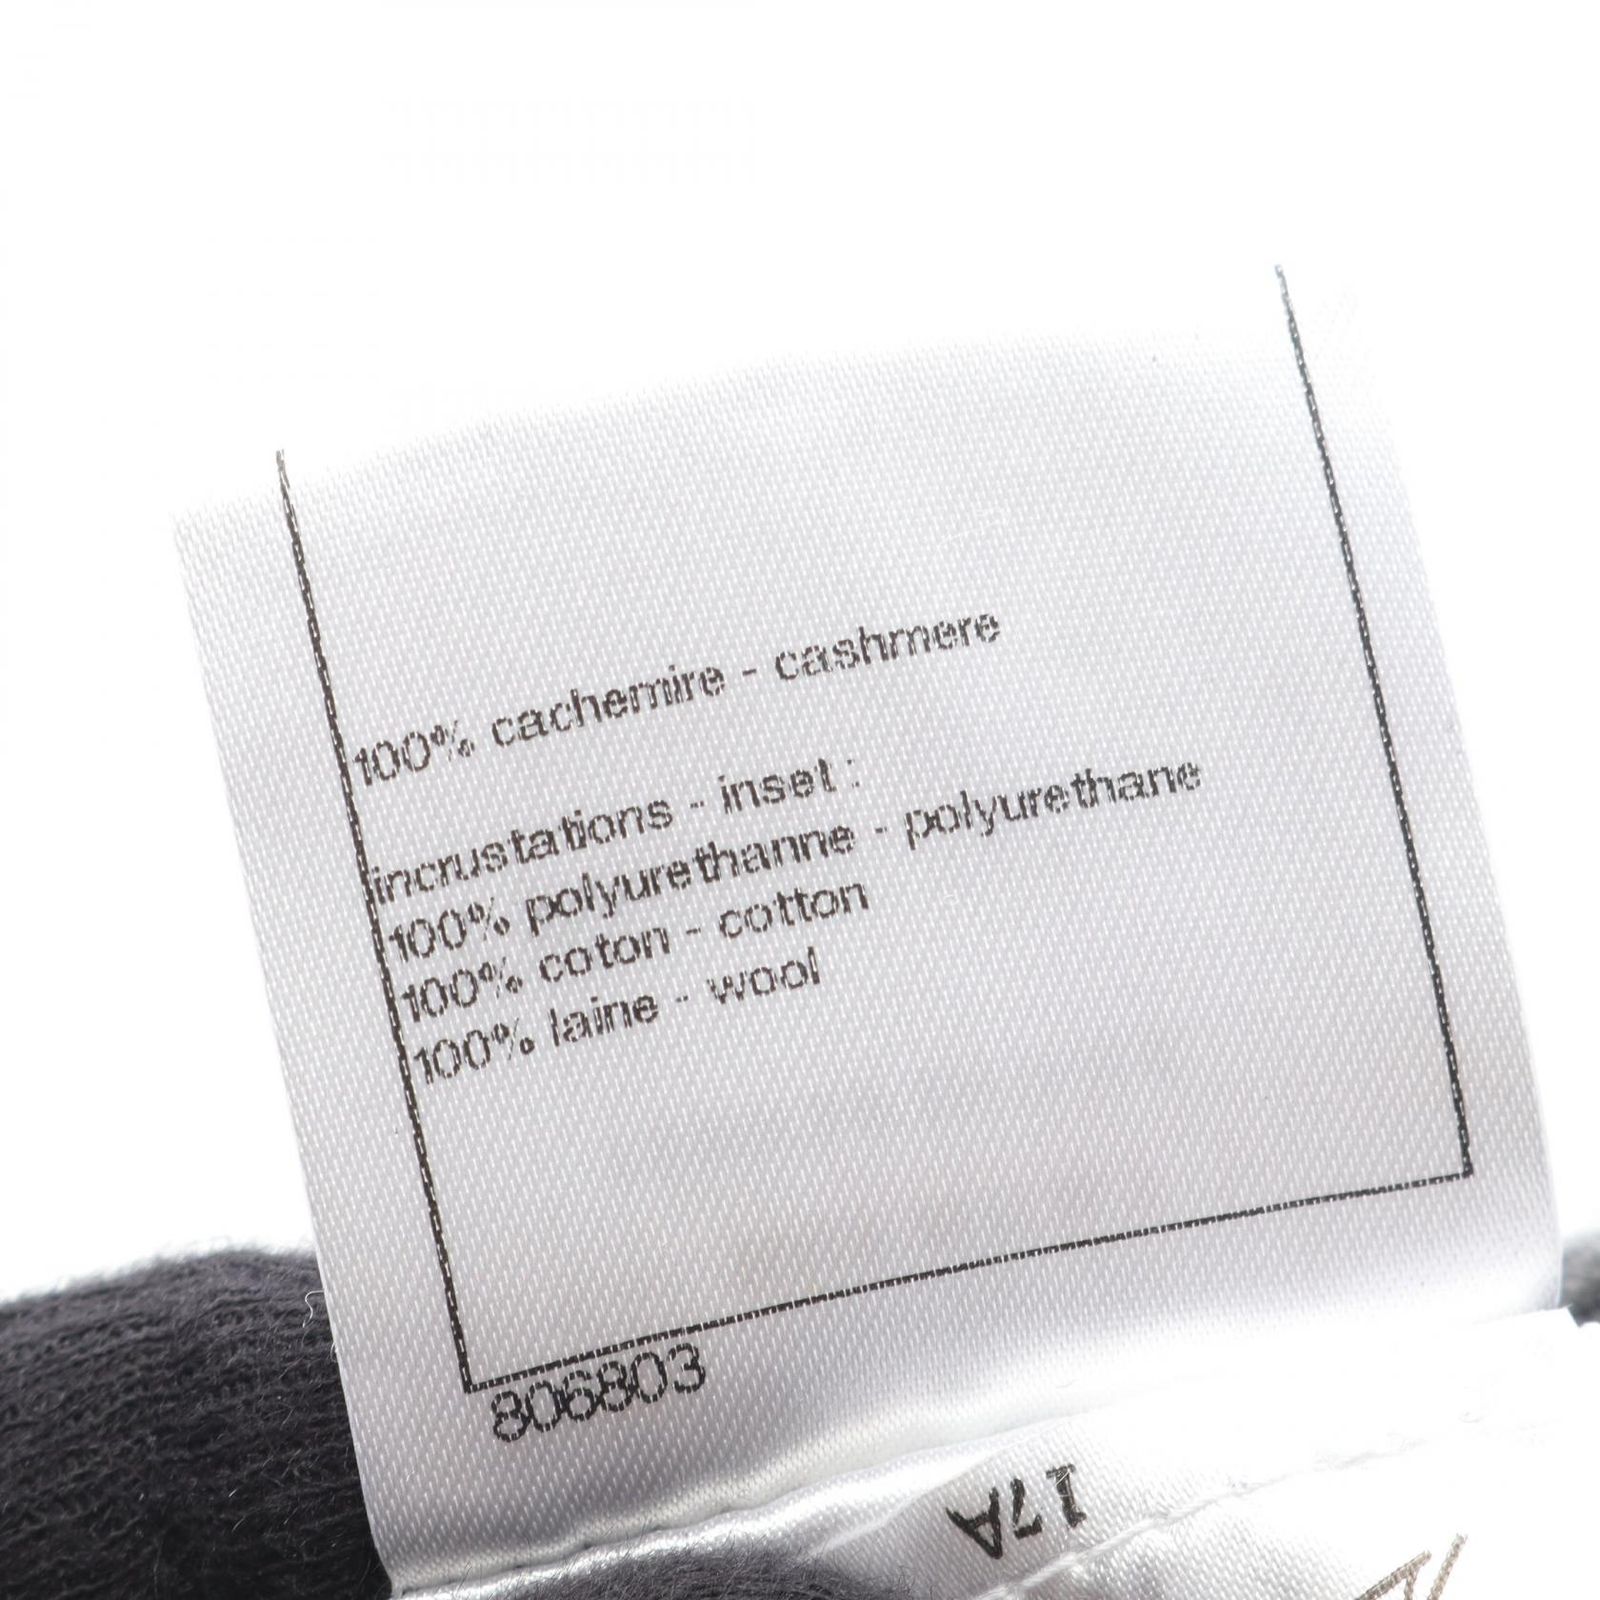 100% cachemire - cashmere
incrustations - inset :
100% polyurethanne - polyurethane
100% coton - cotton
100% laine - wool
806803
17A